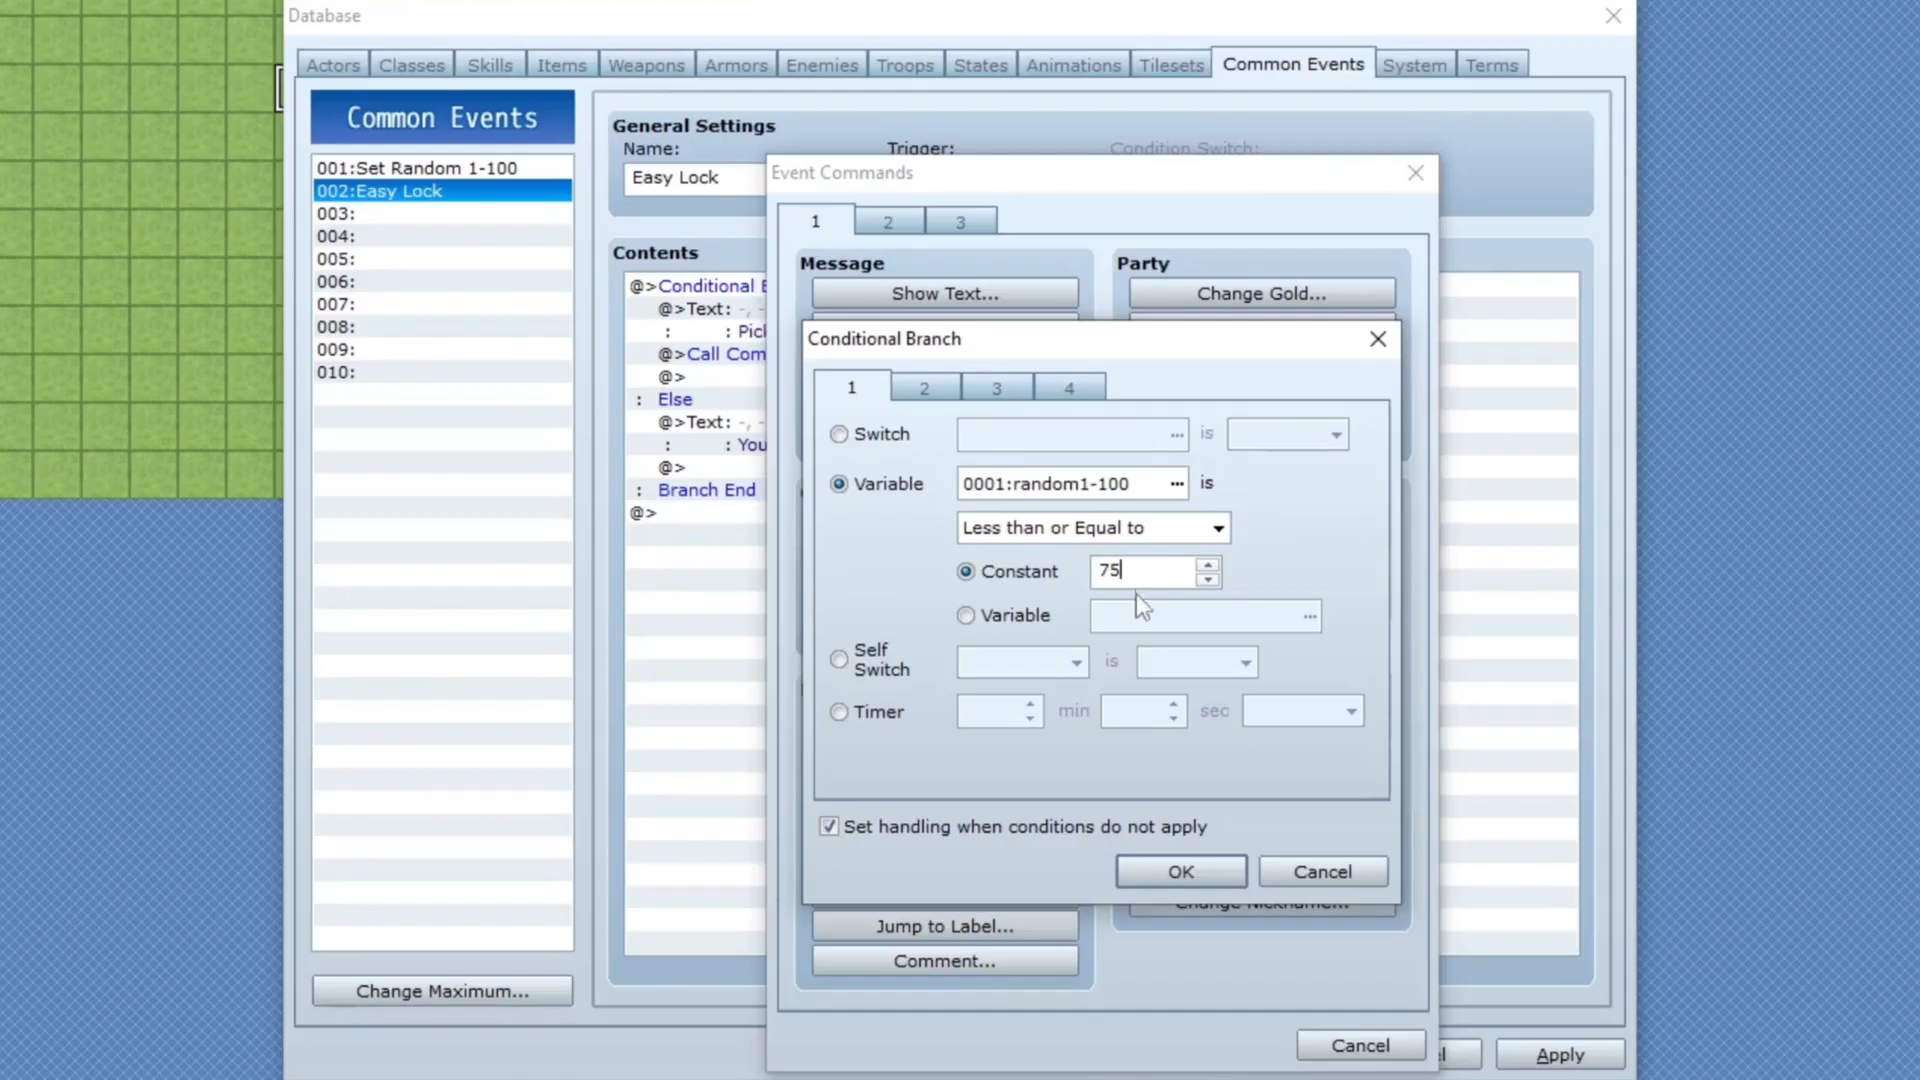 Database
Actors Classes Skills Items Weapons Armors Enemies Troops States Animations Tilesets Common Events System Terms
Common Events
001:Set Random 1-100
002:Easy Lock
003:
004:
005:
006:
007:
008:
009:
010:
Change Maximum...
General Settings
Name: Trigger: Condition Switch:
Easy Lock
Contents
@>Conditional
@>Text: -, -
: : Pick
@>Call Com
@>
: Else
@>Text: -, -
: : You
@>
: Branch End
@>
Event Commands
1 2 3
Message
Show Text...
Party
Change Gold...
Conditional Branch
1 2 3 4
Switch ... is
Variable 0001:random1-100 ... is
Less than or Equal to
Constant 75
Variable ...
Self Switch is
Timer min sec
Set handling when conditions do not apply
OK Cancel
Change Nickname...
Jump to Label...
Comment...
Cancel
Apply